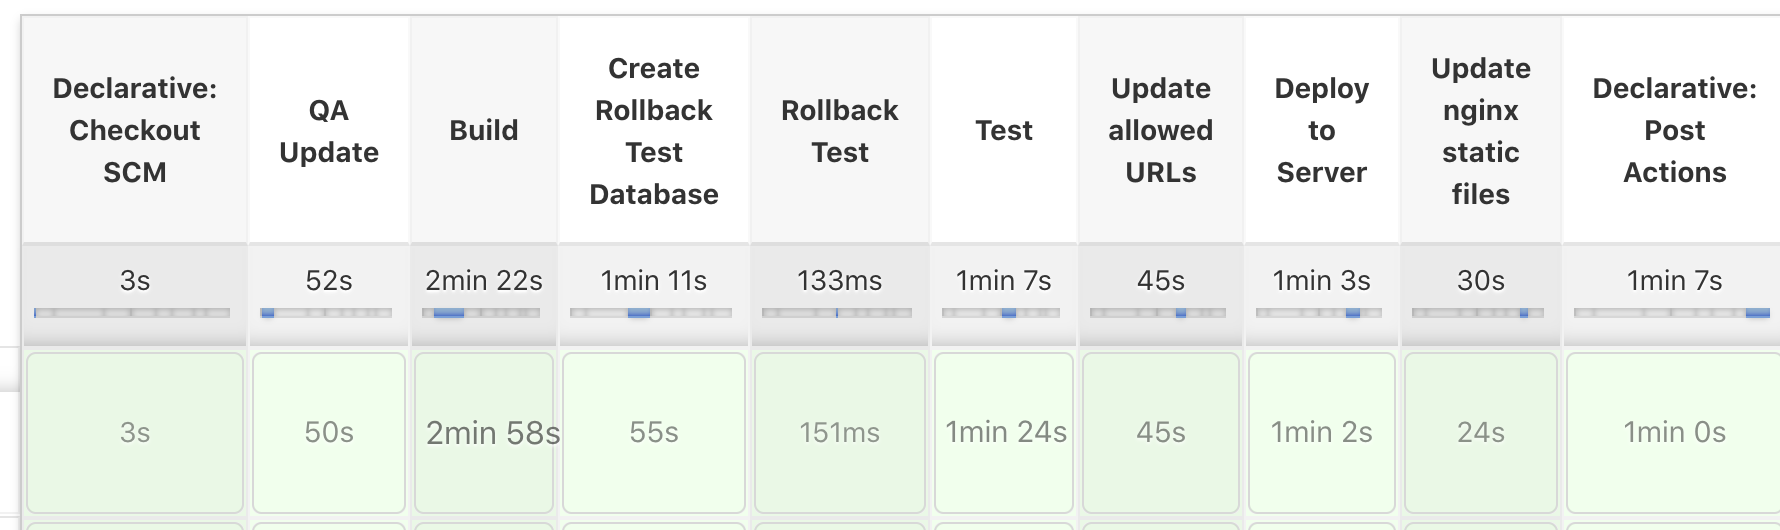 Declarative:
Checkout
SCM
QA
Update
Build
Create
Rollback
Test
Database
Rollback
Test
Test
Update
allowed
URLs
Deploy
to
Server
Update
nginx
static
files
Declarative:
Post
Actions
3s 52s 2min 22s 1min 11s 133ms 1min 7s 45s 1min 3s 30s 1min 7s
3s 50s 2min 58s 55s 151ms 1min 24s 45s 1min 2s 24s 1min 0s